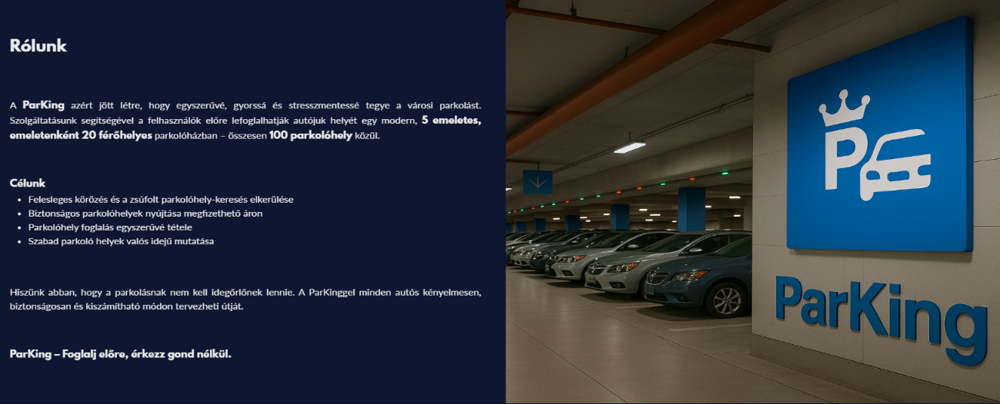 Rólunk
A ParKing azért jött létre, hogy egyszerűvé, gyorssá és stresszmentessé tegye a városi parkolást.
Szolgáltatásunk segítségével a felhasználók előre lefoglalhatják autójuk helyét egy modern, 5 emeletes,
emeletenként 20 férőhelyes parkolóházban – összesen 100 parkolóhely közül.
Célunk
• Felesleges körözés és a zsúfolt parkolóhely-keresés elkerülése
• Biztonságos parkolóhelyek nyújtása megfizethető áron
• Parkolóhely foglalás egyszerűvé tétele
• Szabad parkoló helyek valós idejű mutatása
Hiszünk abban, hogy a parkolásnak nem kell idegőrlőnek lennie. A ParKinggel minden autós kényelmesen,
biztonságosan és kiszámítható módon tervezheti útját.
ParKing – Foglalj előre, érkezz gond nélkül.
P
ParKing